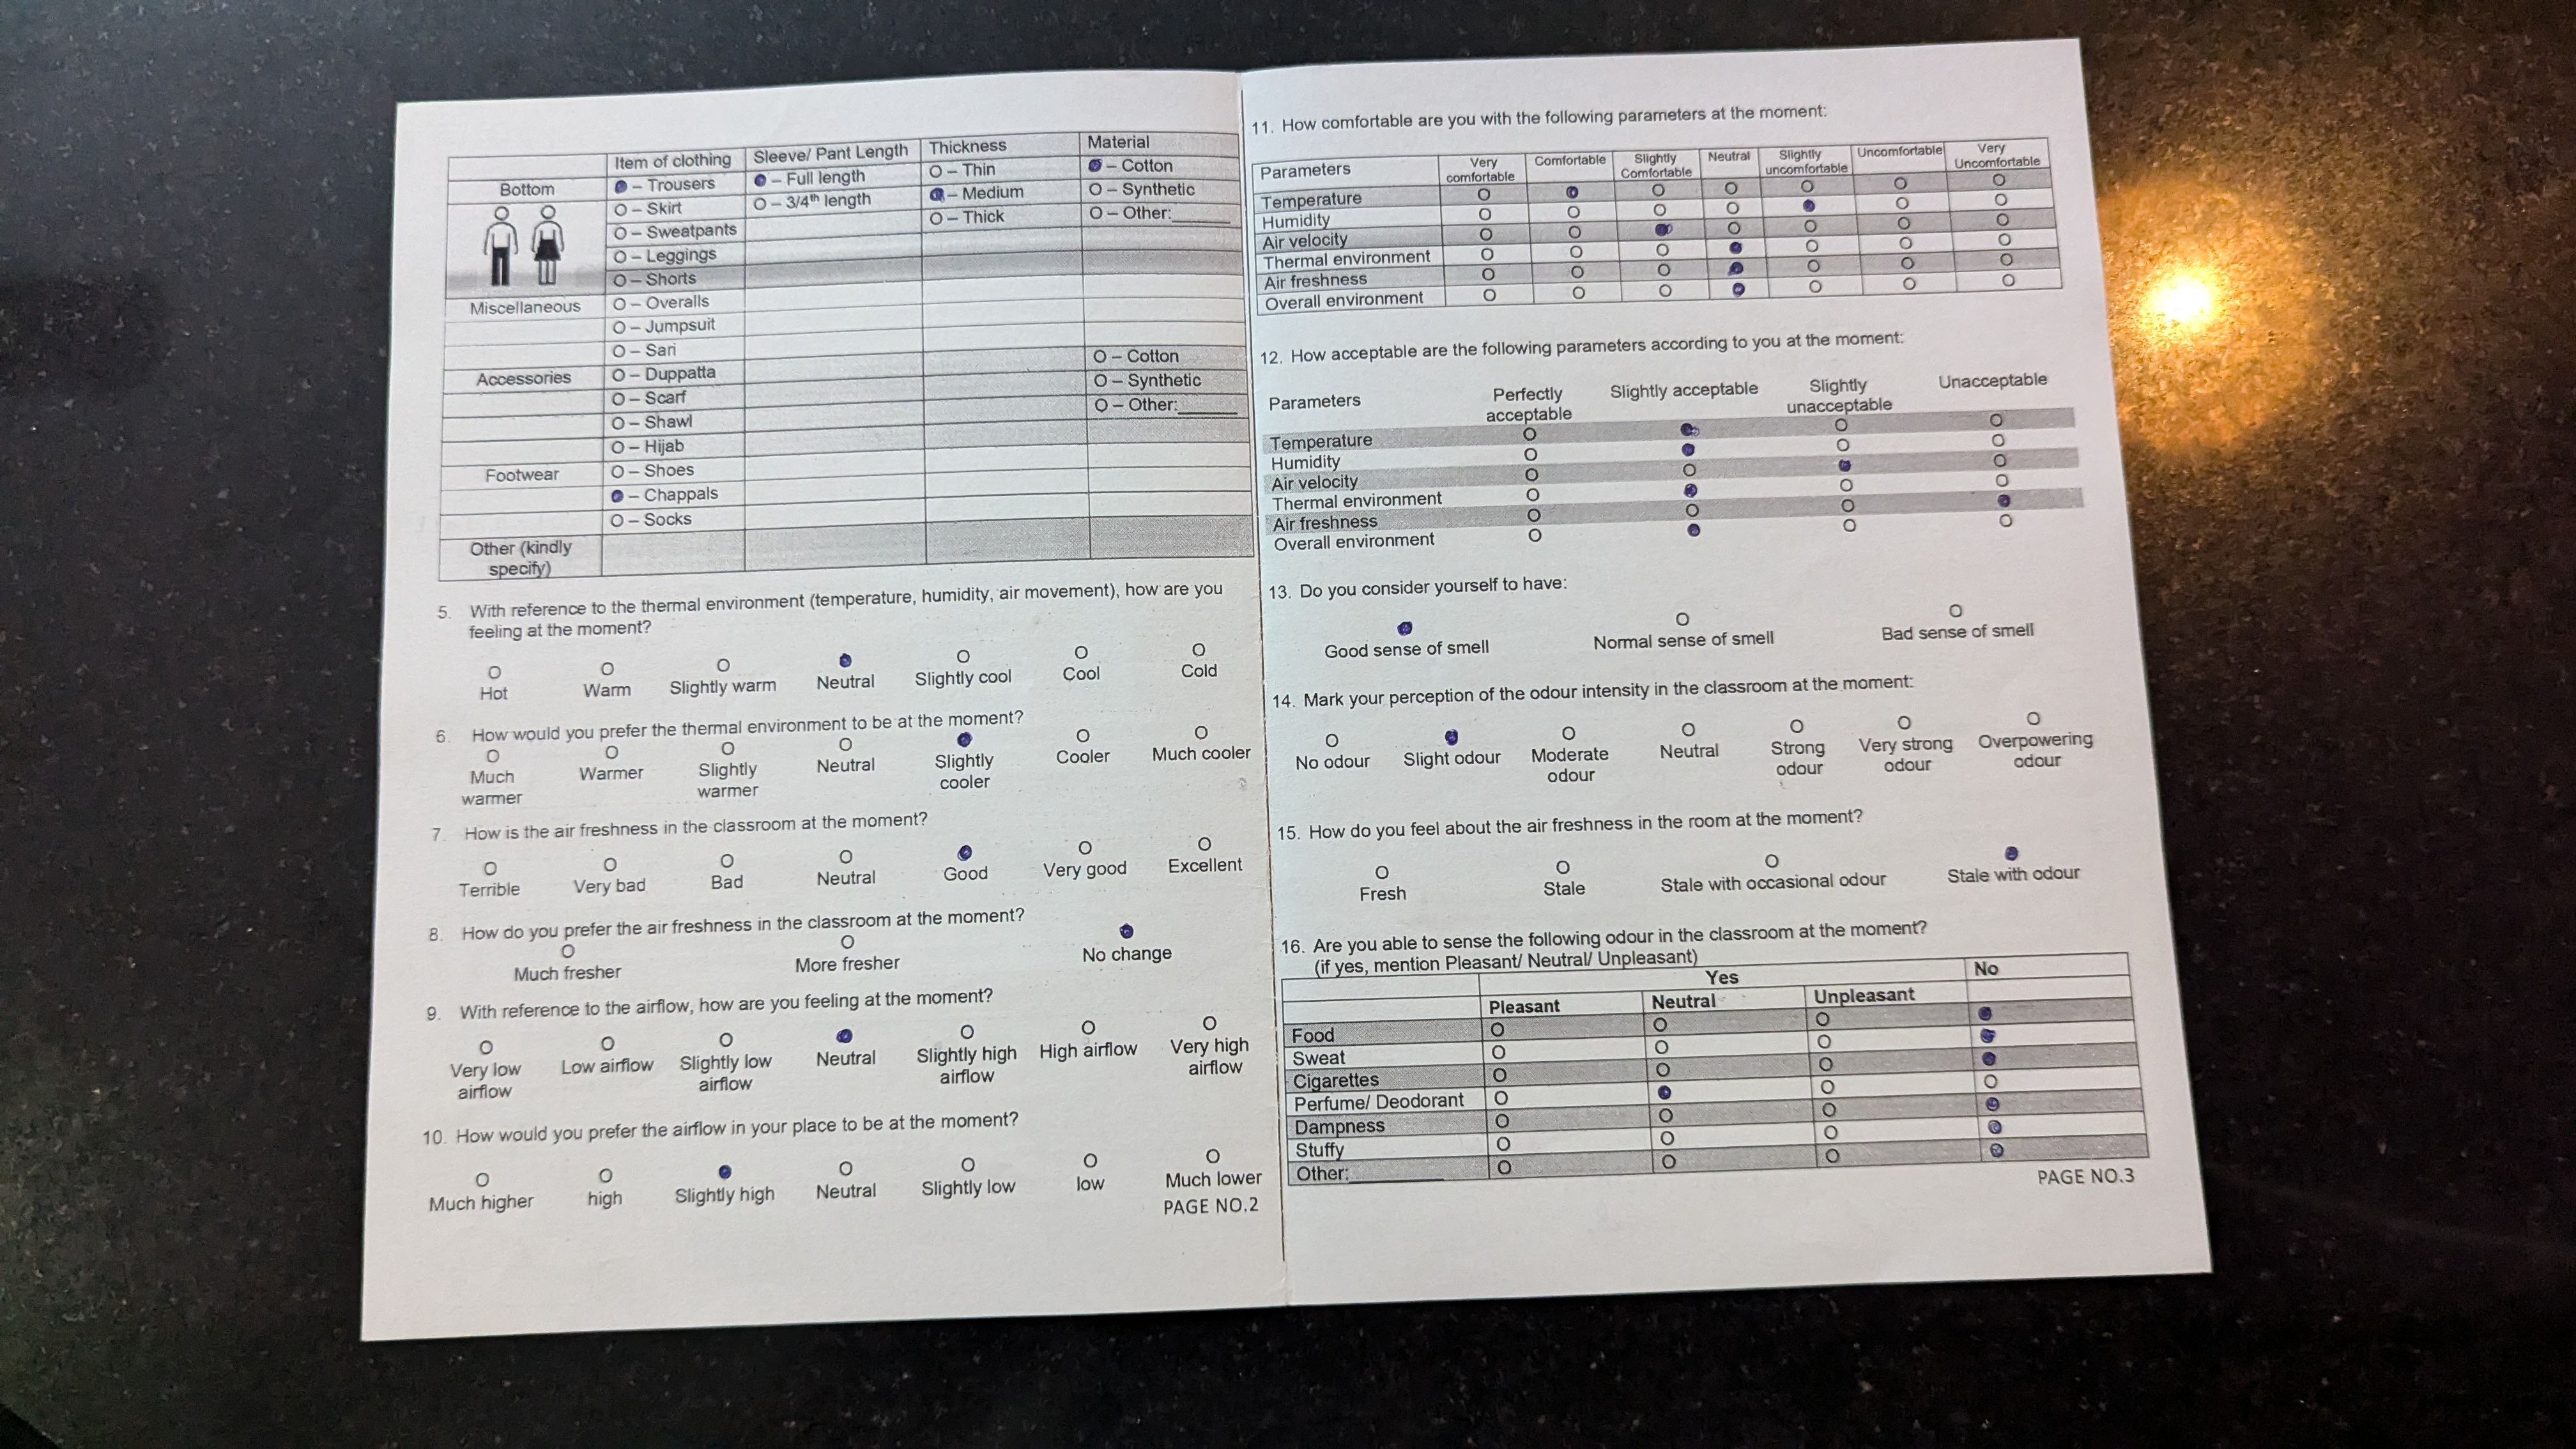 Item of clothing Sleeve/ Pant Length Thickness Material
Bottom O – Trousers O – Full length O – Thin O – Cotton
O – Skirt O – 3/4th length O – Medium O – Synthetic
O – Sweatpants O – Thick O – Other:______
O – Leggings
O – Shorts
Miscellaneous O – Overalls
O – Jumpsuit
O – Sari O – Cotton
Accessories O – Duppatta O – Synthetic
O – Scarf O – Other:______
O – Shawl
O – Hijab
Footwear O – Shoes
O – Chappals
O – Socks
Other (kindly
specify)
5. With reference to the thermal environment (temperature, humidity, air movement), how are you
feeling at the moment?
O O O O O O O
Hot Warm Slightly warm Neutral Slightly cool Cool Cold
6. How would you prefer the thermal environment to be at the moment?
O O O O O O O
Much Warmer Slightly Neutral Slightly Cooler Much cooler
warmer warmer cooler
7. How is the air freshness in the classroom at the moment?
O O O O O O O
Terrible Very bad Bad Neutral Good Very good Excellent
8. How do you prefer the air freshness in the classroom at the moment?
O O O
Much fresher More fresher No change
9. With reference to the airflow, how are you feeling at the moment?
O O O O O O O
Very low Low airflow Slightly low Neutral Slightly high High airflow Very high
airflow airflow airflow airflow
10. How would you prefer the airflow in your place to be at the moment?
O O O O O O O
Much higher high Slightly high Neutral Slightly low low Much lower
PAGE NO.2
11. How comfortable are you with the following parameters at the moment:
Parameters Very Comfortable Slightly Neutral Slightly Uncomfortable Very
comfortable Comfortable uncomfortable Uncomfortable
Temperature O O O O O O O
Humidity O O O O O O O
Air velocity O O O O O O O
Thermal environment O O O O O O O
Air freshness O O O O O O O
Overall environment O O O O O O O
12. How acceptable are the following parameters according to you at the moment:
Parameters Perfectly Slightly acceptable Slightly Unacceptable
acceptable unacceptable
Temperature O O O O
Humidity O O O O
Air velocity O O O O
Thermal environment O O O O
Air freshness O O O O
Overall environment O O O O
13. Do you consider yourself to have:
O O O
Good sense of smell Normal sense of smell Bad sense of smell
14. Mark your perception of the odour intensity in the classroom at the moment:
O O O O O O O
No odour Slight odour Moderate Neutral Strong Very strong Overpowering
odour odour odour odour
15. How do you feel about the air freshness in the room at the moment?
O O O O
Fresh Stale Stale with occasional odour Stale with odour
16. Are you able to sense the following odour in the classroom at the moment?
(if yes, mention Pleasant/ Neutral/ Unpleasant)
Yes No
Pleasant Neutral Unpleasant
Food O O O O
Sweat O O O O
Cigarettes O O O O
Perfume/ Deodorant O O O O
Dampness O O O O
Stuffy O O O O
Other:__________ O O O O
PAGE NO.3